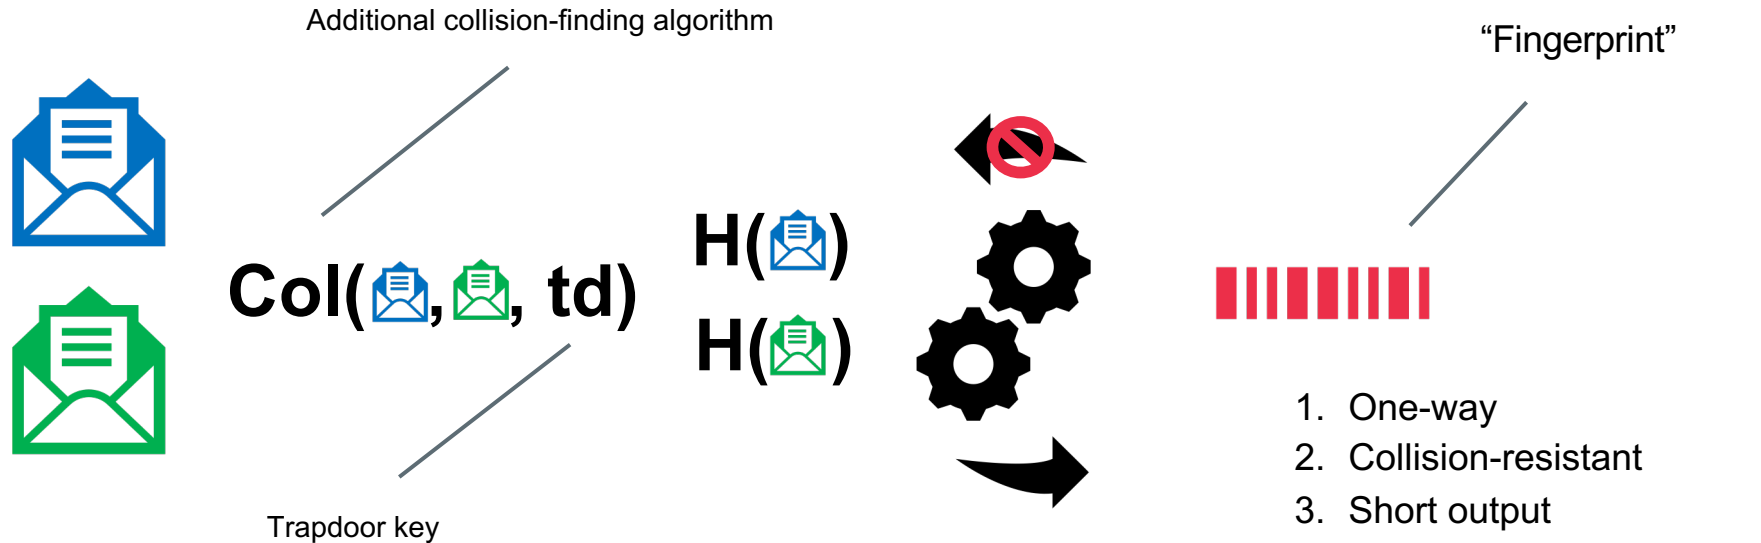 Additional collision-finding algorithm
“Fingerprint”
Col( , , td)
H( )
H( )
Trapdoor key
1. One-way
2. Collision-resistant
3. Short output